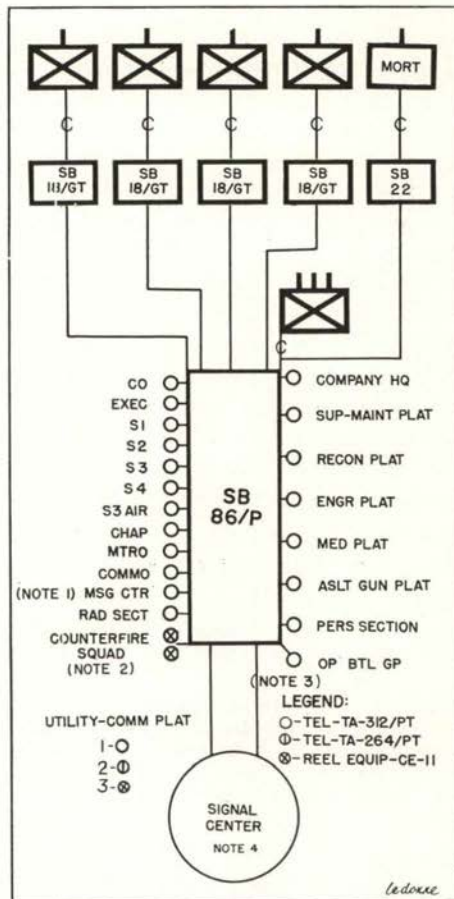 MORT
C
C
C
C
C
SB
18/GT
SB
18/GT
SB
18/GT
SB
18/GT
SB
22
C
CO
EXEC
S1
S2
S3
S4
S3 AIR
CHAP
MTRO
COMMO
(NOTE 1) MSG CTR
RAD SECT
COUNTERFIRE
SQUAD
(NOTE 2)
SB
86/P
COMPANY HQ
SUP-MAINT PLAT
RECON PLAT
ENGR PLAT
MED PLAT
ASLT GUN PLAT
PERS SECTION
OP BTL GP
(NOTE 3)
UTILITY-COMM PLAT
1-
2-
3-
LEGEND:
-TEL-TA-312/PT
-TEL-TA-264/PT
-REEL EQUIP-CE-11
SIGNAL
CENTER
NOTE 4
ledonne